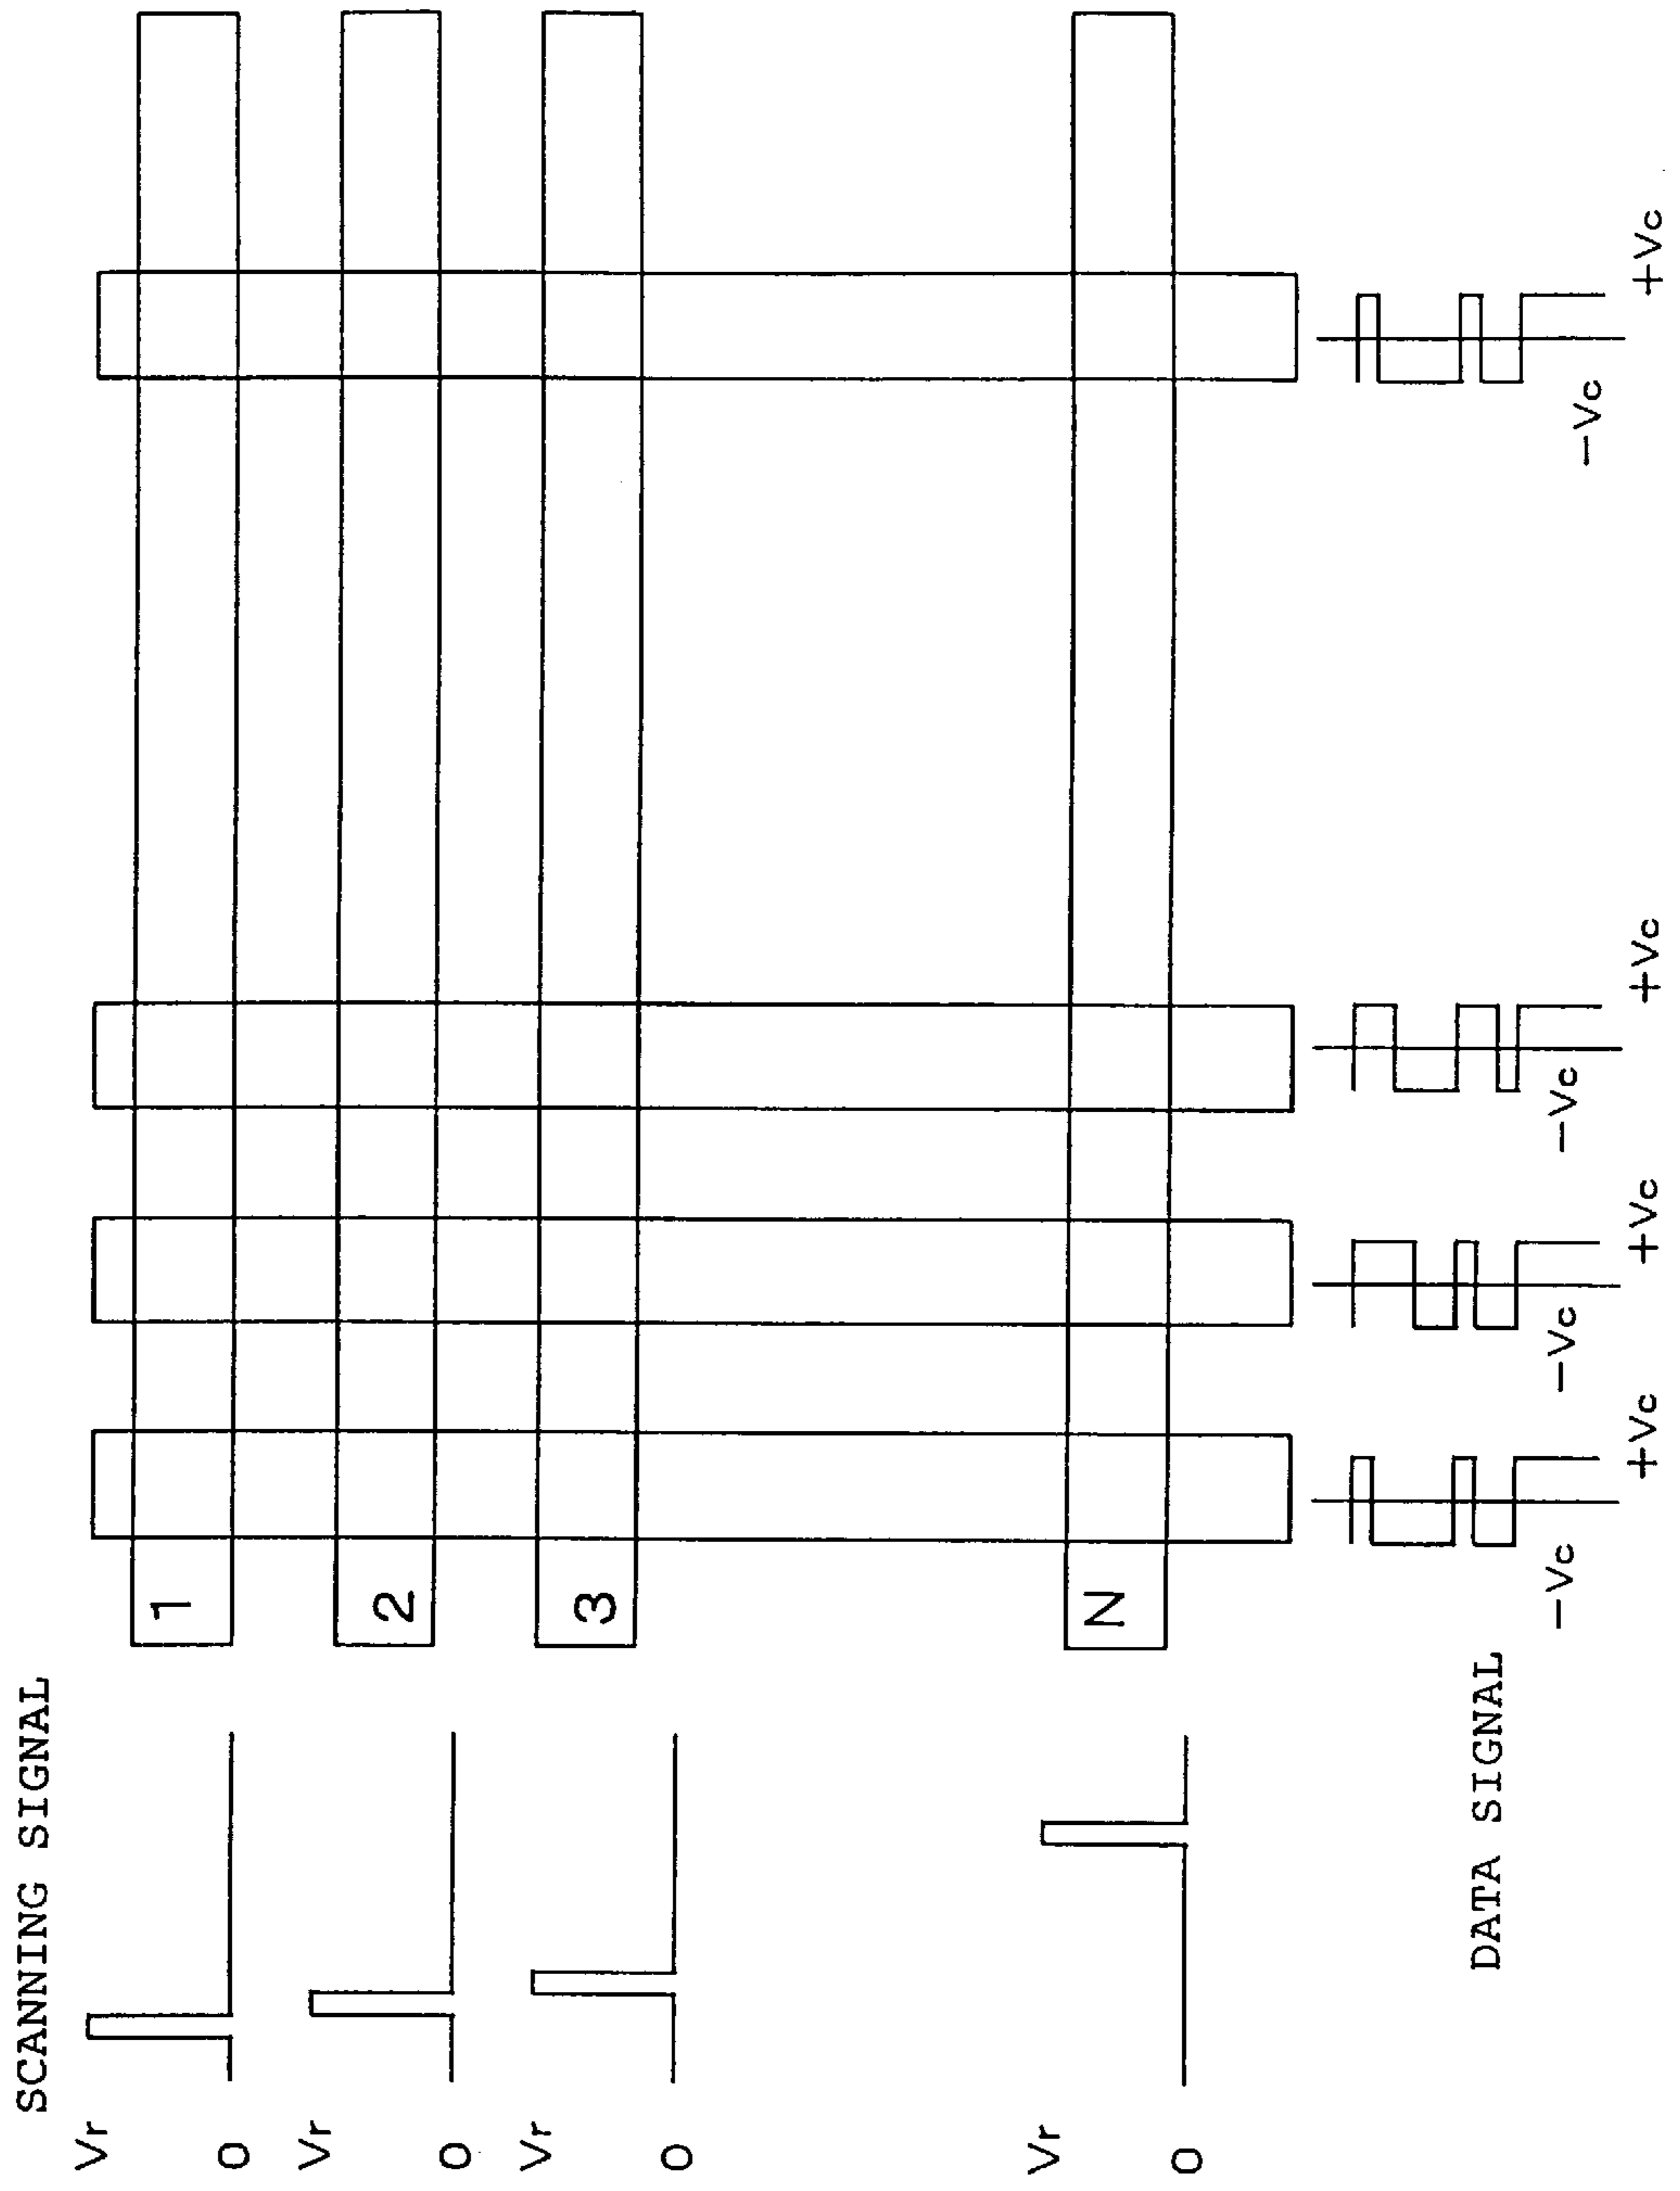 SCANNING SIGNAL
Vr
0
1
Vr
0
2
Vr
0
3
Vr
0
N
DATA SIGNAL
−Vc
+Vc
−Vc
+Vc
−Vc
+Vc
−Vc
+Vc